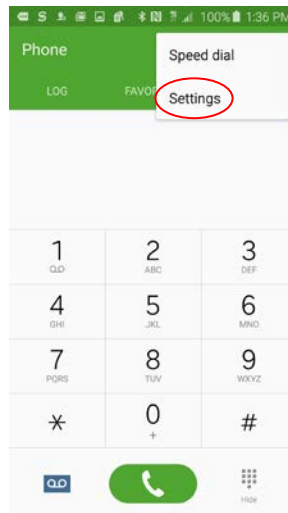 100% 1:36 PM
Phone
Speed dial
LOG
FAVOR
Settings
1 2 3
ABC DEF
4 5 6
GHI JKL MNO
7 8 9
PQRS TUV WXYZ
* 0 #
+
Hide